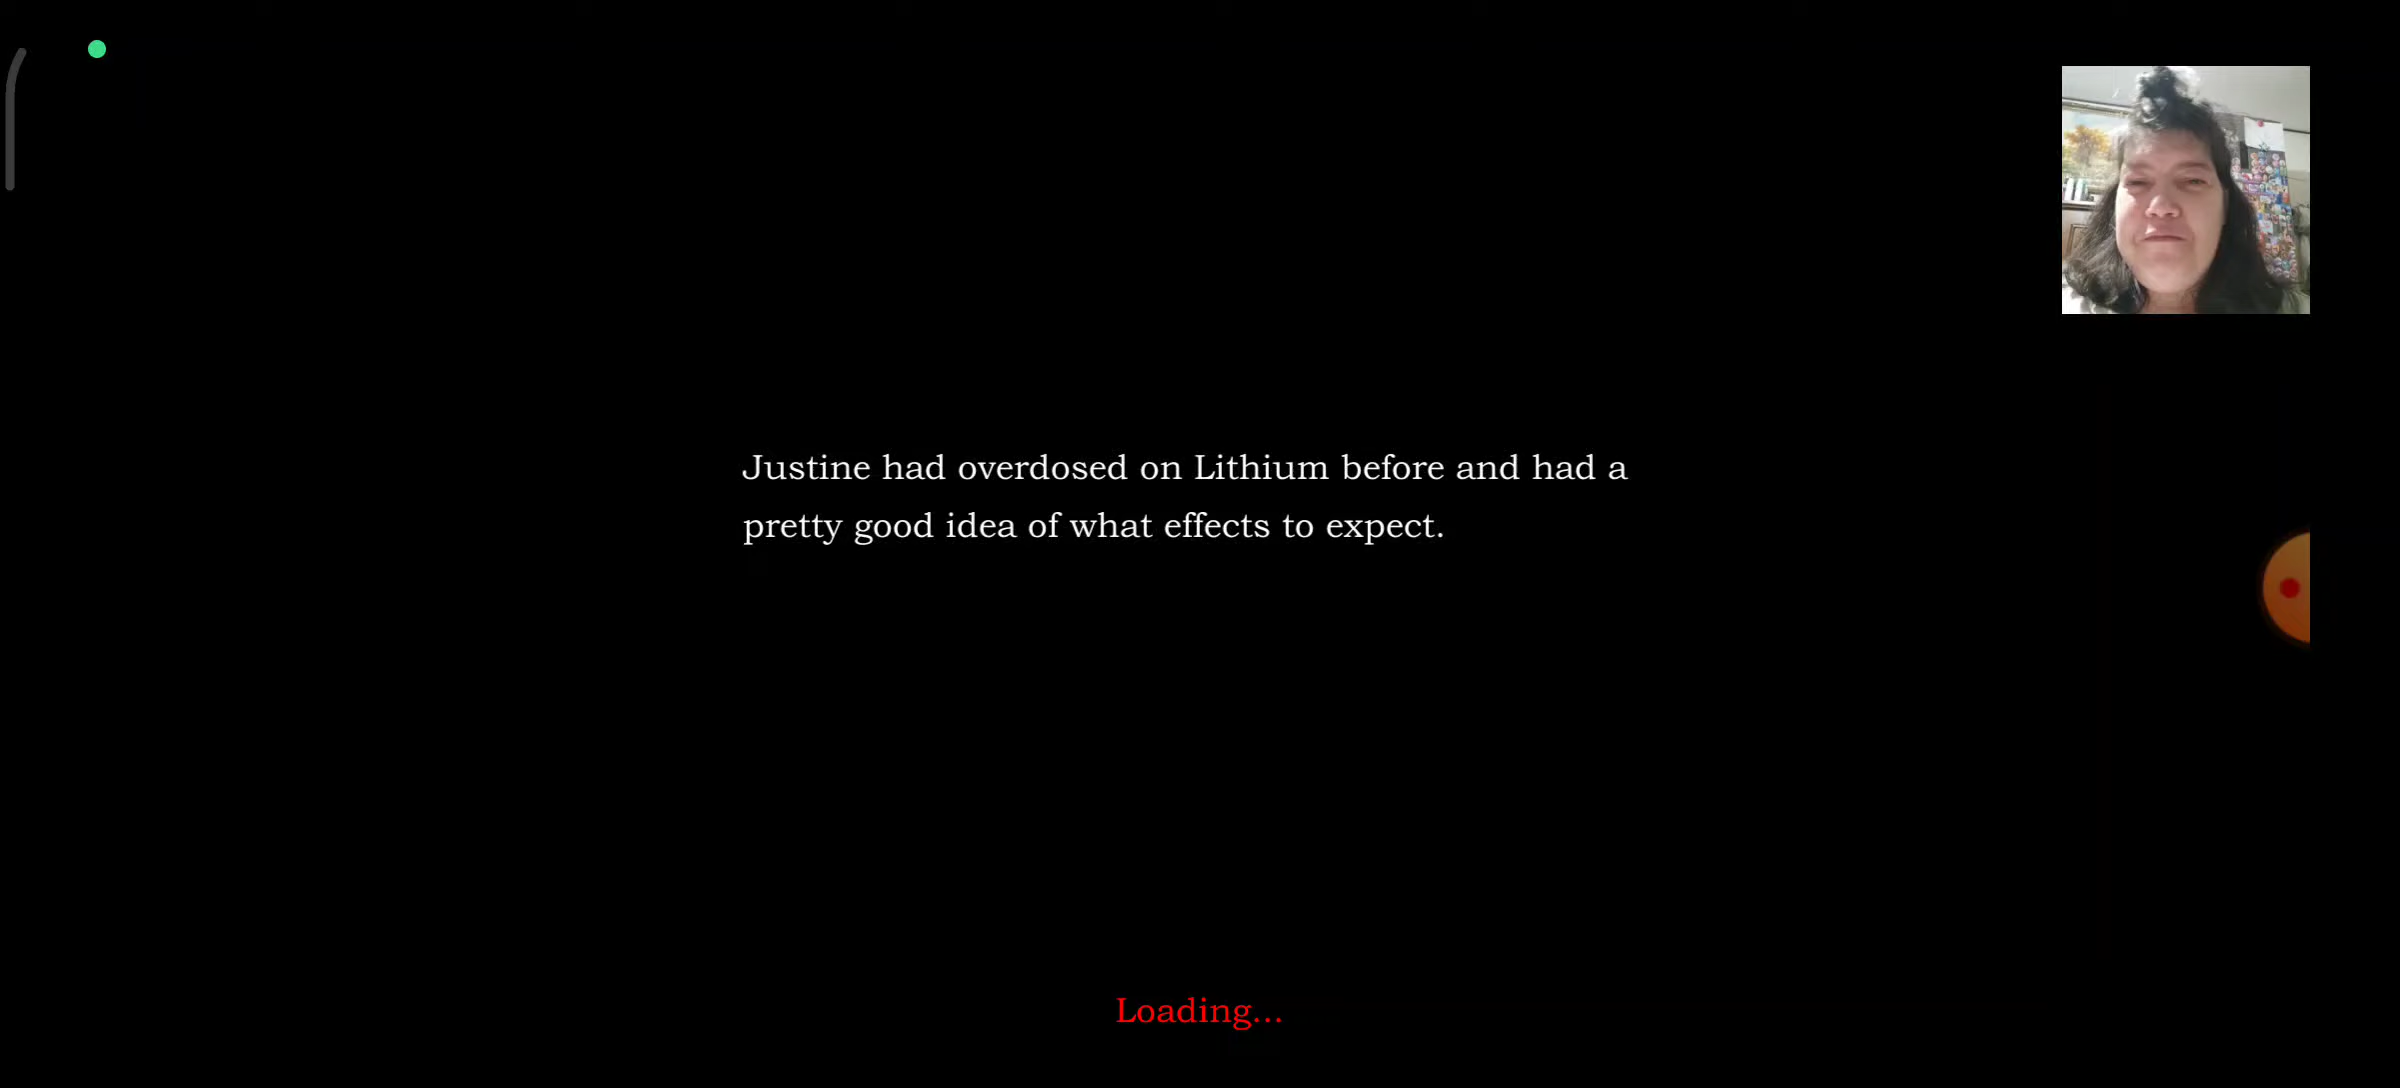 Justine had overdosed on Lithium before and had a
pretty good idea of what effects to expect.
Loading...